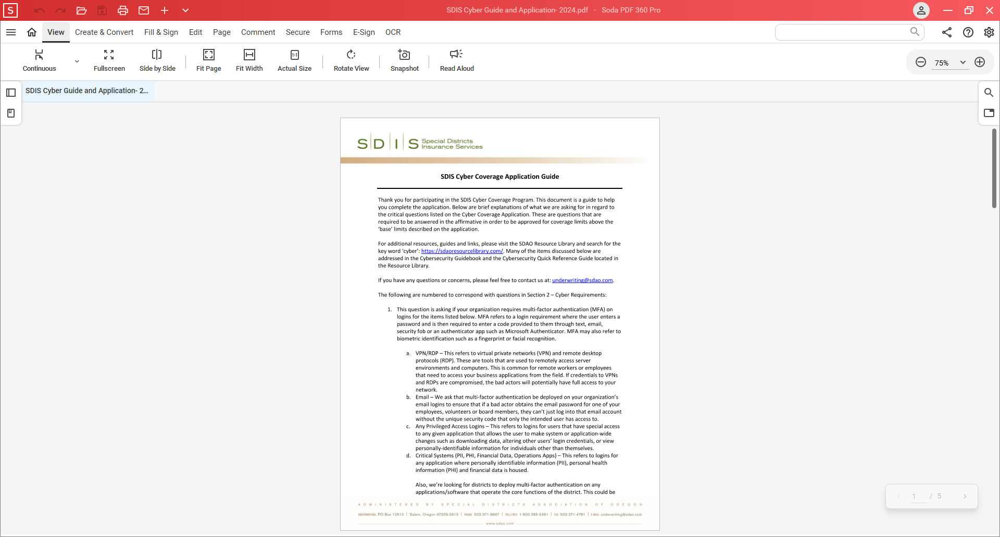 S
SDIS Cyber Guide and Application- 2024.pdf - Soda PDF 360 Pro
View Create & Convert Fill & Sign Edit Page Comment Secure Forms E-Sign OCR
Continuous Fullscreen Side by Side Fit Page Fit Width 1:1 Actual Size Rotate View Snapshot Read Aloud 75%
SDIS Cyber Guide and Application- 2...
SDIS Special Districts
Insurance Services
SDIS Cyber Coverage Application Guide
Thank you for participating in the SDIS Cyber Coverage Program. This document is a guide to help
you complete the application. Below are brief explanations of what we are asking for in regard to
the critical questions listed on the Cyber Coverage Application. These are questions that are
required to be answered in the affirmative in order to be approved for coverage limits above the
‘base’ limits described on the application.
For additional resources, guides and links, please visit the SDAO Resource Library and search for the
key word ‘cyber’: https://sdaoresourcelibrary.com/. Many of the items discussed below are
addressed in the Cybersecurity Guidebook and the Cybersecurity Quick Reference Guide located in
the Resource Library.
If you have any questions or concerns, please feel free to contact us at: underwriting@sdao.com.
The following are numbered to correspond with questions in Section 2 – Cyber Requirements:
1. This question is asking if your organization requires multi-factor authentication (MFA) on
logins for the items listed below. MFA refers to a login requirement where the user enters a
password and is then required to enter a code provided to them through text, email,
security fob or an authenticator app such as Microsoft Authenticator. MFA may also refer to
biometric identification such as a fingerprint or facial recognition.
a. VPN/RDP – This refers to virtual private networks (VPN) and remote desktop
protocols (RDP). These are tools that are used to remotely access server
environments and computers. This is common for remote workers or employees
that need to access your business applications from the field. If credentials to VPNs
and RDPs are compromised, the bad actors will potentially have full access to your
network.
b. Email – We ask that multi-factor authentication be deployed on your organization’s
email logins to ensure that if a bad actor obtains the email password for one of your
employees, volunteers or board members, they can’t just log into that email account
without the unique security code that only the intended user has access to.
c. Any Privileged Access Logins – This refers to logins for users that have special access
to any given application that allows the user to make system or application-wide
changes such as downloading data, altering other users’ login credentials, or view
personally-identifiable information for individuals other than themselves.
d. Critical Systems (PII, PHI, Financial Data, Operations Apps) – This refers to logins for
any application where personally identifiable information (PII), personal health
information (PHI) and financial data is housed.
Also, we’re looking for districts to deploy multi-factor authentication on any
applications/software that operate the core functions of the district. This could be
ADMINISTERED BY SPECIAL DISTRICTS ASSOCIATION OF OREGON
UNDERWRITING: PO Box 12613 | Salem, Oregon 97309-0613 | PHONE: 503-371-8667 | TOLL-FREE: 1-800-285-5461 | FAX: 503-371-4781 | E-MAIL: underwriting@sdao.com
www.sdao.com
1 / 5